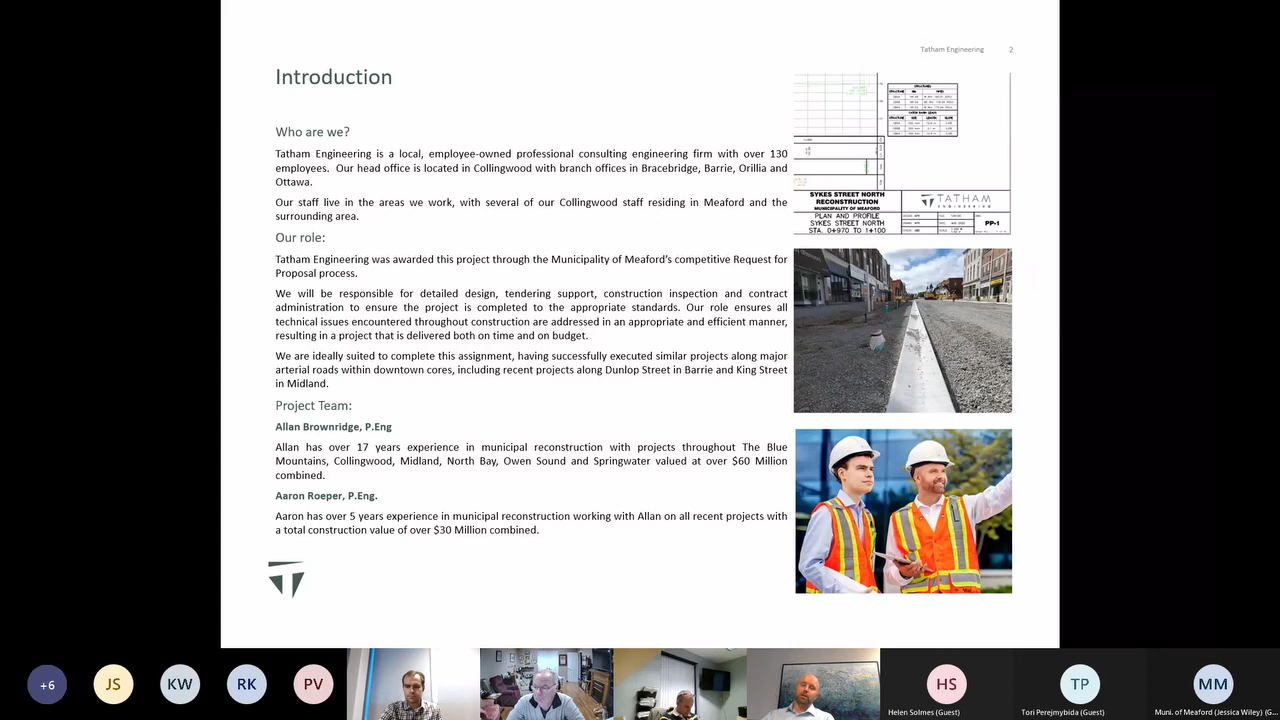 Tatham Engineering 2
Introduction
Who are we?
Tatham Engineering is a local, employee-owned professional consulting engineering firm with over 130
employees. Our head office is located in Collingwood with branch offices in Bracebridge, Barrie, Orillia and
Ottawa.
Our staff live in the areas we work, with several of our Collingwood staff residing in Meaford and the
surrounding area.
Our role:
Tatham Engineering was awarded this project through the Municipality of Meaford's competitive Request for
Proposal process.
We will be responsible for detailed design, tendering support, construction inspection and contract
administration to ensure the project is completed to the appropriate standards. Our role ensures all
technical issues encountered throughout construction are addressed in an appropriate and efficient manner,
resulting in a project that is delivered both on time and on budget.
We are ideally suited to complete this assignment, having successfully executed similar projects along major
arterial roads within downtown cores, including recent projects along Dunlop Street in Barrie and King Street
in Midland.
Project Team:
Allan Brownridge, P.Eng
Allan has over 17 years experience in municipal reconstruction with projects throughout The Blue
Mountains, Collingwood, Midland, North Bay, Owen Sound and Springwater valued at over $60 Million
combined.
Aaron Roeper, P.Eng.
Aaron has over 5 years experience in municipal reconstruction working with Allan on all recent projects with
a total construction value of over $30 Million combined.
SYKES STREET NORTH
RECONSTRUCTION
MUNICIPALITY OF MEAFORD
PLAN AND PROFILE
SYKES STREET NORTH
STA. 0+970 TO 1+100
TATHAM
ENGINEERING
PP-1
+6
JS
KW
RK
PV
HS
Helen Solmes (Guest)
TP
Tori Perejmybida (Guest)
MM
Muni. of Meaford (Jessica Wiley) (G...